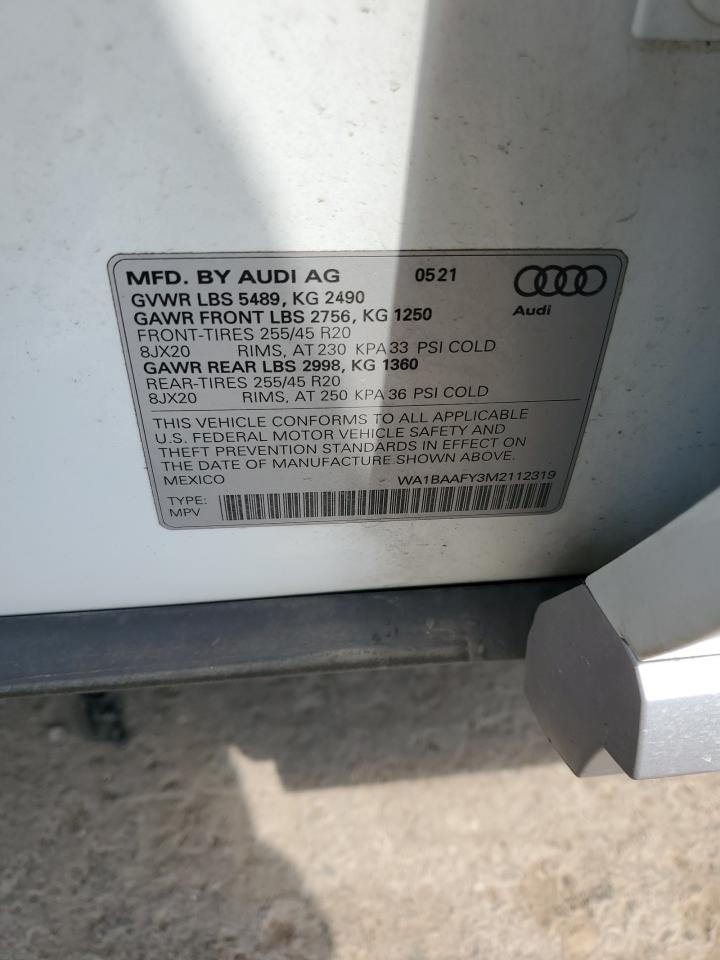 MFD. BY AUDI AG 0521
GVWR LBS 5489, KG 2490
GAWR FRONT LBS 2756, KG 1250
Audi
FRONT-TIRES 255/45 R20
8JX20 RIMS, AT 230 KPA 33 PSI COLD
GAWR REAR LBS 2998, KG 1360
REAR-TIRES 255/45 R20
8JX20 RIMS, AT 250 KPA 36 PSI COLD
THIS VEHICLE CONFORMS TO ALL APPLICABLE
U.S. FEDERAL MOTOR VEHICLE SAFETY AND
THEFT PREVENTION STANDARDS IN EFFECT ON
THE DATE OF MANUFACTURE SHOWN ABOVE.
MEXICO WA1BAAFY3M2112319
TYPE:
MPV